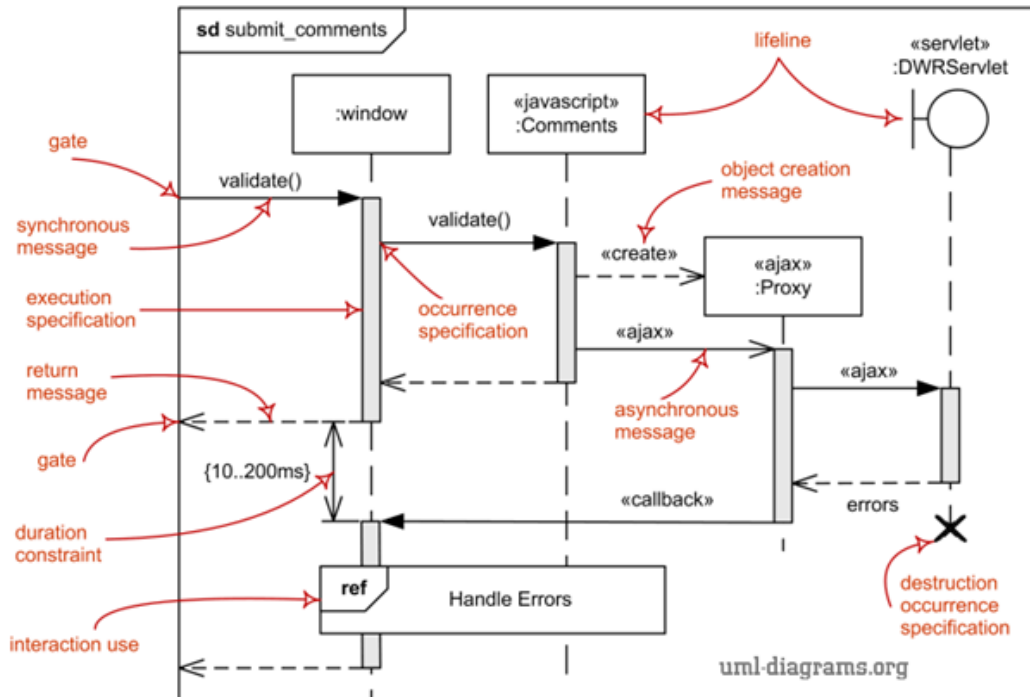 sd submit_comments
lifeline
«servlet»
:DWRServlet
:window
«javascript»
:Comments
gate
validate()
object creation
message
synchronous
message
validate()
«create»
«ajax»
:Proxy
execution
specification
occurrence
specification
«ajax»
return
message
«ajax»
asynchronous
message
gate
{10..200ms}
«callback»
errors
duration
constraint
ref
Handle Errors
destruction
occurrence
specification
interaction use
uml-diagrams.org